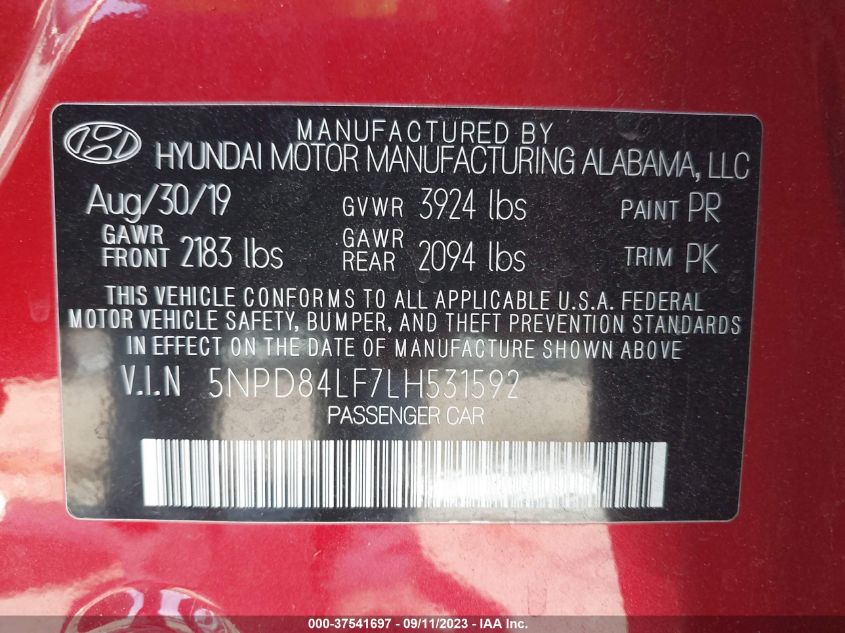 MANUFACTURED BY
HYUNDAI MOTOR MANUFACTURING ALABAMA, LLC
Aug/30/19 GVWR 3924 lbs PAINT PR
GAWR FRONT 2183 lbs GAWR REAR 2094 lbs TRIM PK
THIS VEHICLE CONFORMS TO ALL APPLICABLE U.S.A. FEDERAL
MOTOR VEHICLE SAFETY, BUMPER, AND THEFT PREVENTION STANDARDS
IN EFFECT ON THE DATE OF MANUFACTURE SHOWN ABOVE
V.I.N 5NPD84LF7LH531592
PASSENGER CAR
000-37541697 - 09/11/2023 - IAA Inc.